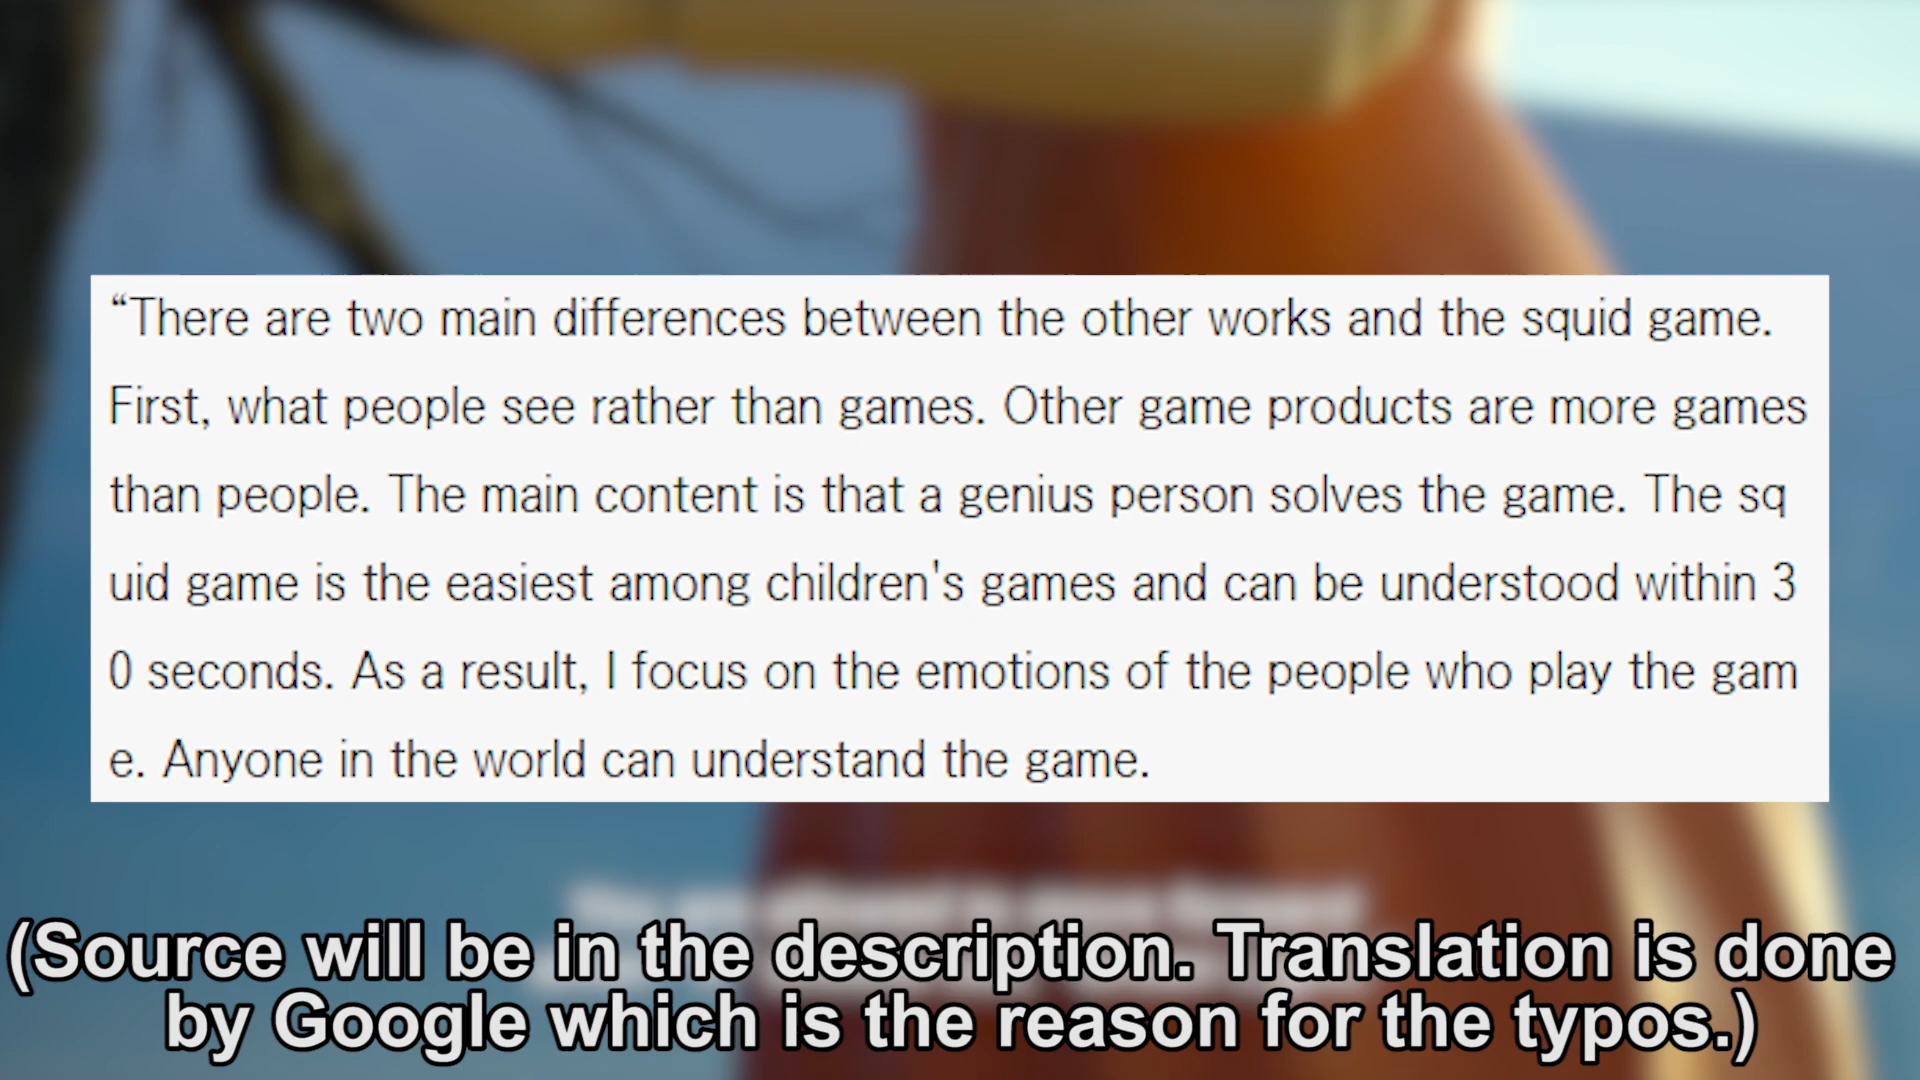 “There are two main differences between the other works and the squid game.
First, what people see rather than games. Other game products are more games
than people. The main content is that a genius person solves the game. The sq
uid game is the easiest among children's games and can be understood within 3
0 seconds. As a result, I focus on the emotions of the people who play the gam
e. Anyone in the world can understand the game.
(Source will be in the description. Translation is done
by Google which is the reason for the typos.)